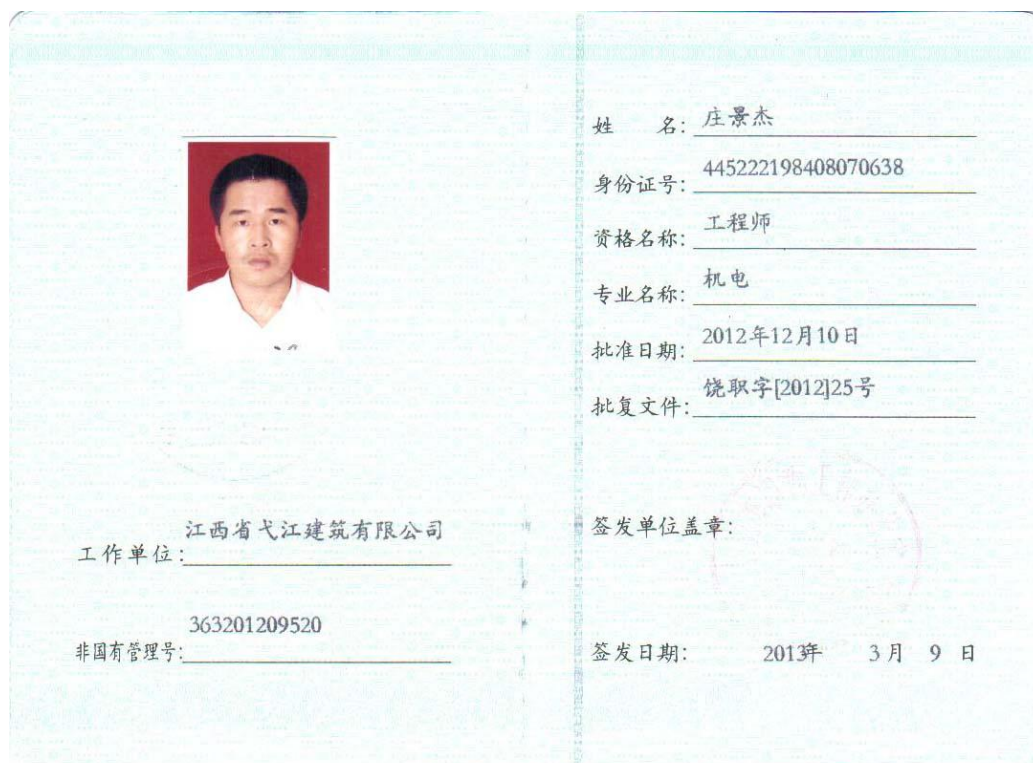 江西省弋江建筑有限公司
工作单位:
363201209520
非国有管理号:
姓 名: 庄景杰
身份证号: 445222198408070638
资格名称: 工程师
专业名称: 机电
批准日期: 2012年12月10日
批复文件: 饶职字[2012]25号
签发单位盖章:
签发日期: 2013年 3月 9 日